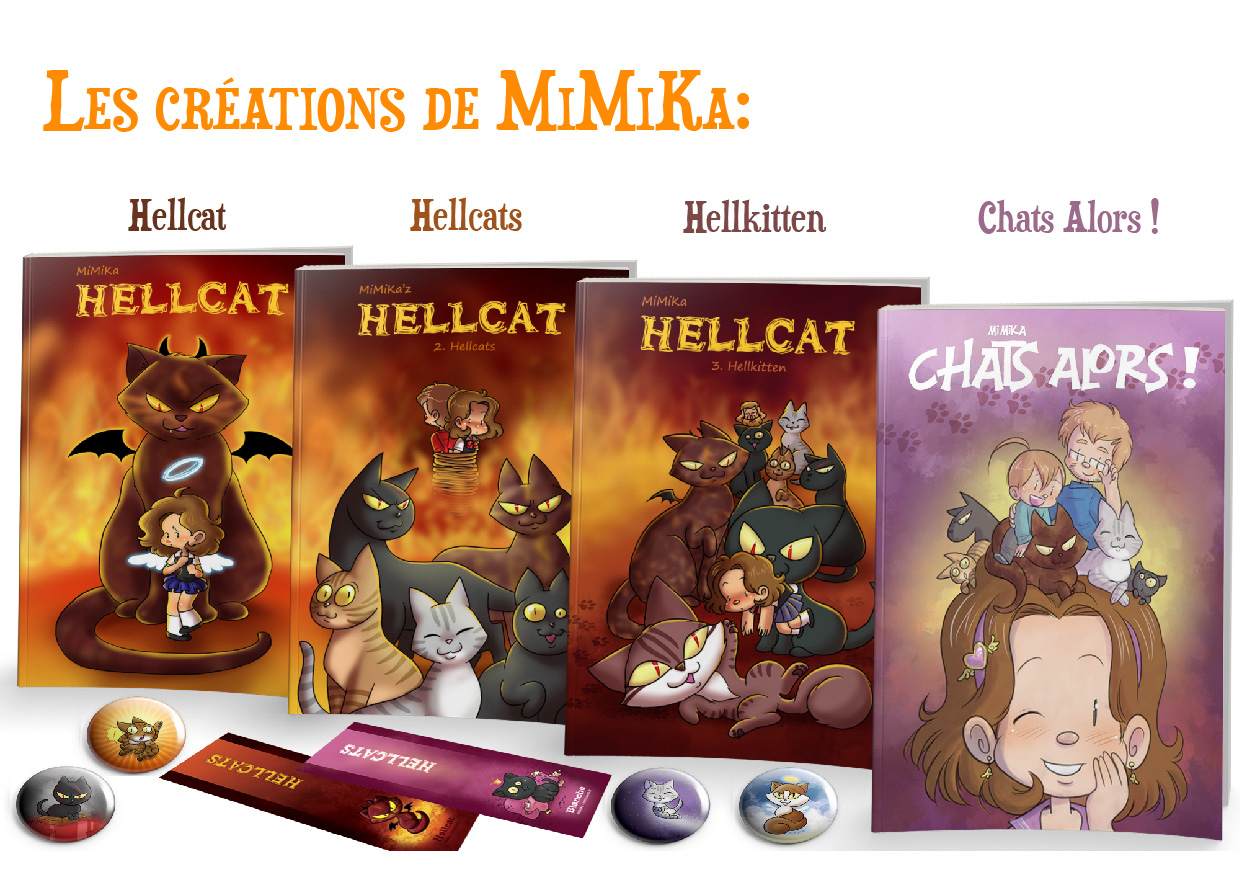 Les créations de MiMiKa:
Hellcat
Hellcats
Hellkitten
Chats Alors !
MiMiKa
HELLCAT
MiMiKa'z
HELLCAT
2. Hellcats
MiMiKa
HELLCAT
3. Hellkitten
MiMiKA
CHATS ALORS !
HELLCATS
Hellcat
HELLCATS